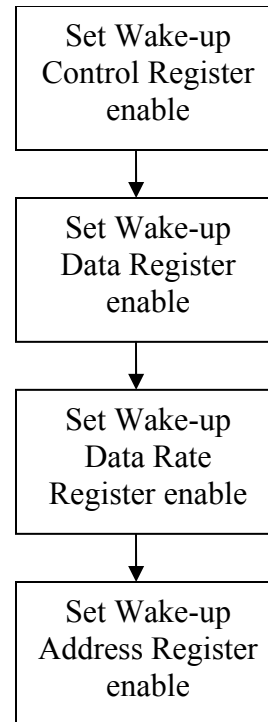 Set Wake-up
Control Register
enable
Set Wake-up
Data Register
enable
Set Wake-up
Data Rate
Register enable
Set Wake-up
Address Register
enable